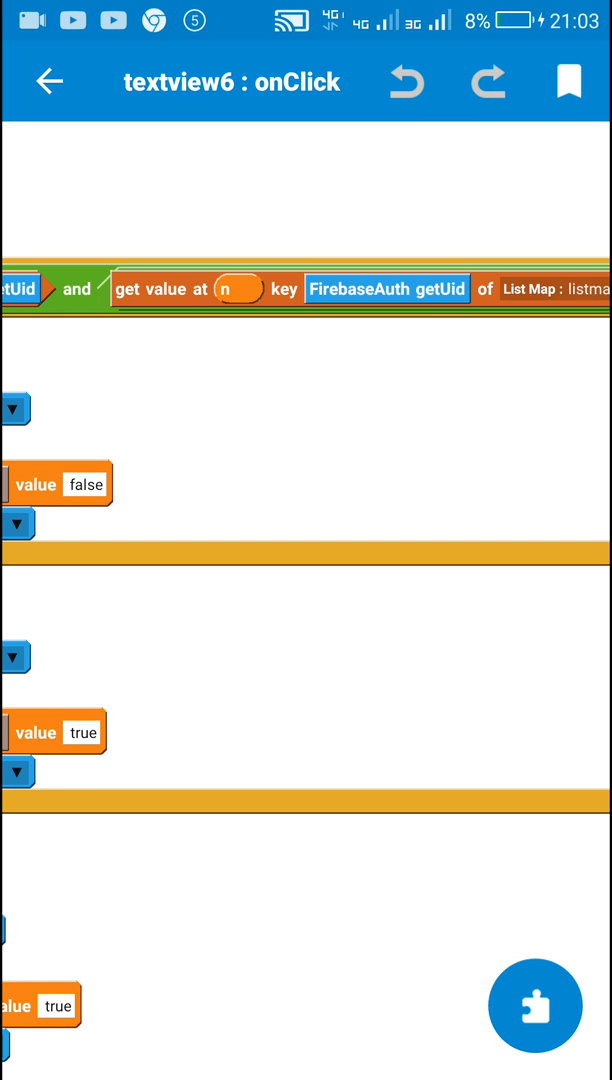 4G 4G 3G 8% 21:03
5
textview6 : onClick
etUid and get value at n key FirebaseAuth getUid of List Map : listma
value false
value true
alue true